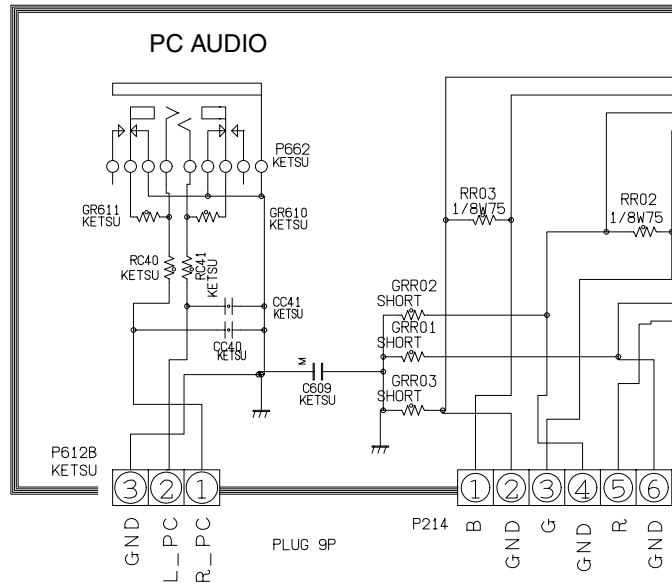 PC AUDIO
P662
KETSU
GR611
KETSU
GR610
KETSU
RC40
KETSU
RC41
KETSU
CC41
KETSU
CC40
KETSU
M
C609
KETSU
RR03
1/8W75
RR02
1/8W75
GRR02
SHORT
GRR01
SHORT
GRR03
SHORT
P612B
KETSU
3 2 1
GND
L_PC
R_PC
PLUG 9P
P214
1 2 3 4 5 6
B
GND
G
GND
R
GND